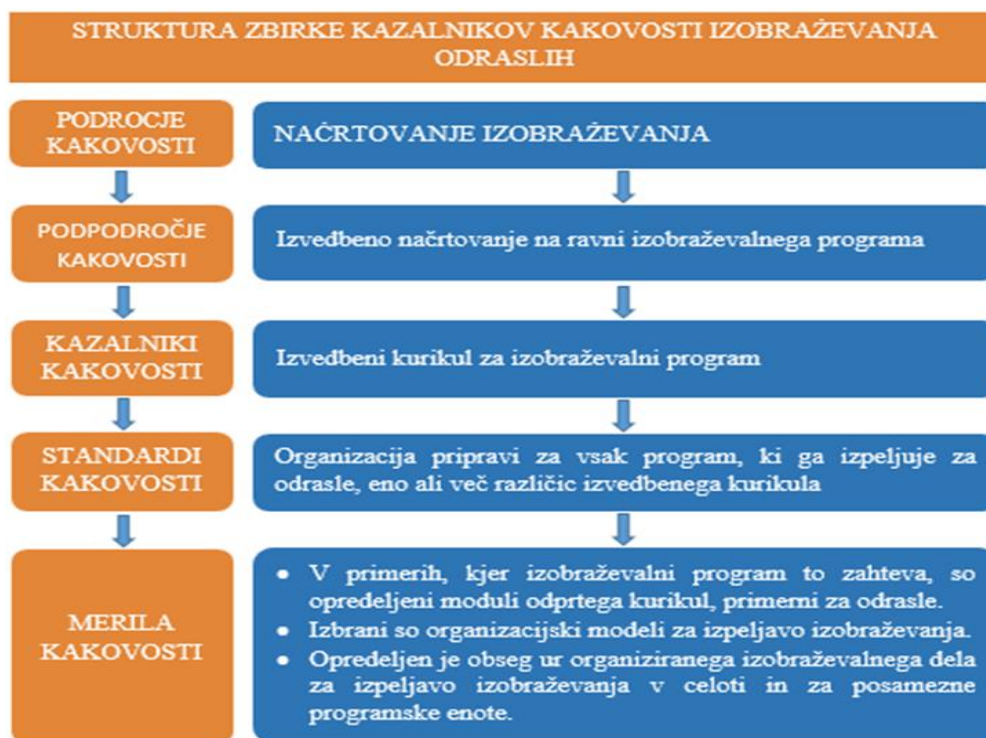 STRUKTURA ZBIRKE KAZALNIKOV KAKOVOSTI IZOBRAŽEVANJA
ODRASLIH
PODROCJE
KAKOVOSTI
NAČRTOVANJE IZOBRAŽEVANJA
PODPODROČJE
KAKOVOSTI
Izvedbeno načrtovanje na ravni izobraževalnega programa
KAZALNIKI
KAKOVOSTI
Izvedbeni kurikul za izobraževalni program
STANDARDI
KAKOVOSTI
Organizacija pripravi za vsak program, ki ga izpeljuje za
odrasle, eno ali več različic izvedbenega kurikula
MERILA
KAKOVOSTI
• V primerih, kjer izobraževalni program to zahteva, so
opredeljeni moduli odprtega kurikul, primerni za odrasle.
• Izbrani so organizacijski modeli za izpeljavo izobraževanja.
• Opredeljen je obseg ur organiziranega izobraževalnega dela
za izpeljavo izobraževanja v celoti in za posamezne
programske enote.